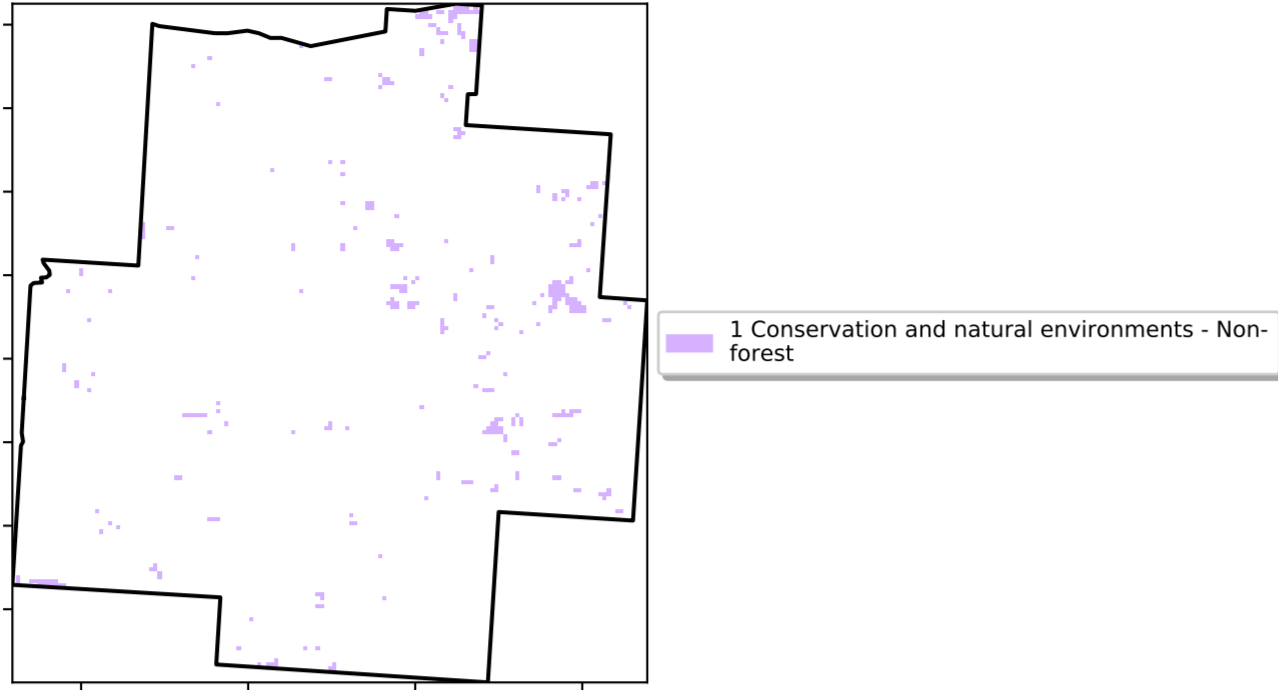 1 Conservation and natural environments - Non-
forest